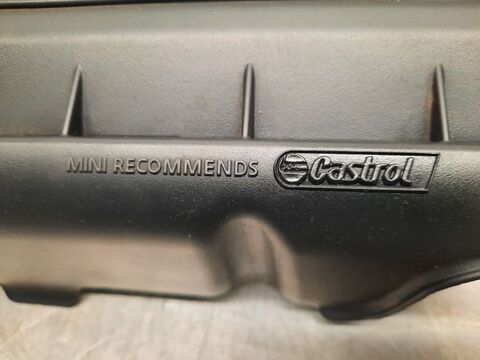 MINI RECOMMENDS Castrol